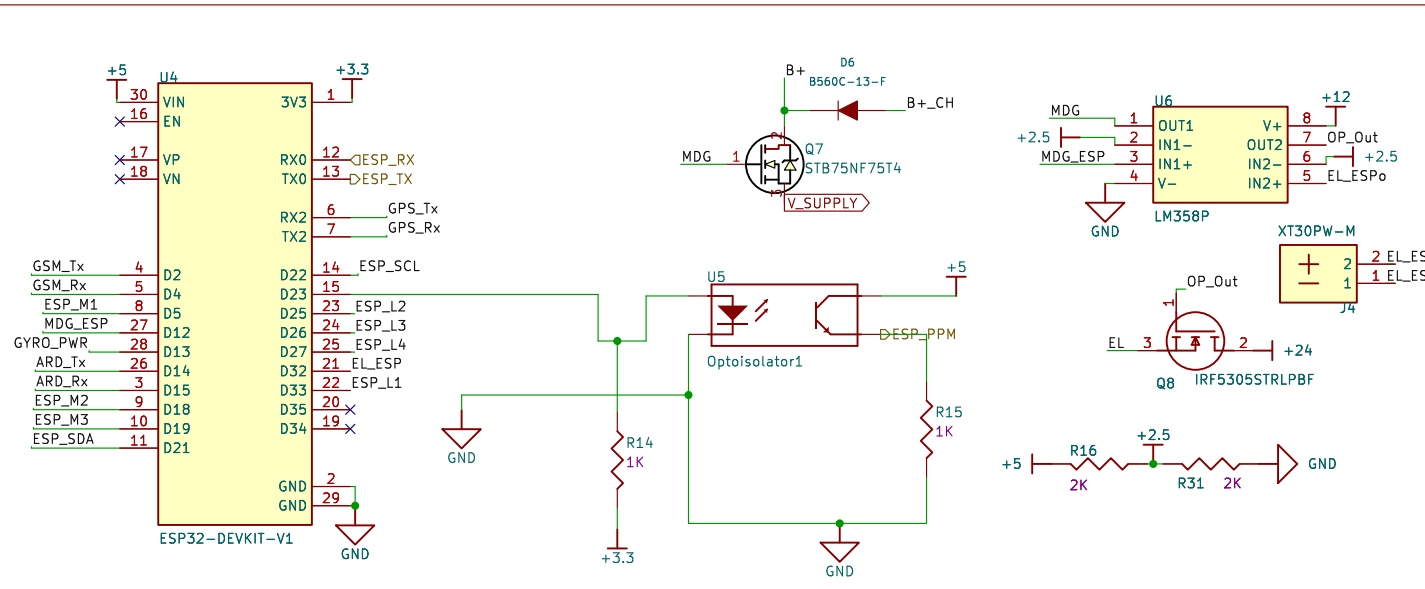 U4
+5
+3.3
30 VIN
3V3 1
16 EN
17 VP
18 VN
RX0 12 ESP_RX
TX0 13 ESP_TX
RX2 6 GPS_Tx
TX2 7 GPS_Rx
GSM_Tx 4 D2
GSM_Rx 5 D4
ESP_M1 8 D5
MDG_ESP 27 D12
GYRO_PWR 28 D13
ARD_Tx 26 D14
ARD_Rx 3 D15
ESP_M2 9 D18
ESP_M3 10 D19
ESP_SDA 11 D21
D22 14 ESP_SCL
D23 15
D25 23 ESP_L2
D26 24 ESP_L3
D27 25 ESP_L4
D32 21 EL_ESP
D33 22 ESP_L1
D35 20
D34 19
GND 2
GND 29
ESP32-DEVKIT-V1
GND
GND
R14
1K
+3.3
D6
B560C-13-F
B+
B+_CH
2
MDG 1
Q7
STB75NF75T4
3
V_SUPPLY
U5
+5
Optoisolator1
ESP_PPM
R15
1K
GND
U6
+12
MDG 1 OUT1
+2.5 2 IN1-
MDG_ESP 3 IN1+
4 V-
V+ 8
OUT2 7 OP_Out
IN2- 6 +2.5
IN2+ 5 EL_ESPo
GND
LM358P
XT30PW-M
2 2 EL_ES
1 1 EL_ES
J4
OP_Out
1
EL 3
2 +24
Q8
IRF5305STRLPBF
+5
R16
2K
+2.5
R31
2K
GND